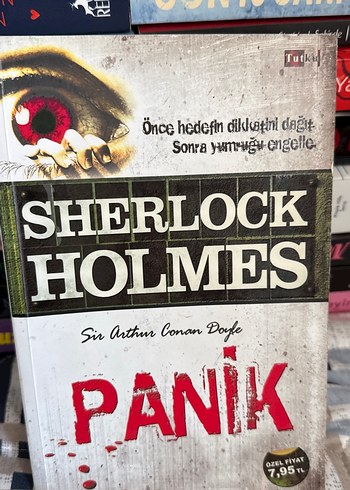 Tutku
Önce hedefin dikkatini dağıt.
Sonra yumruğu engelle.
SHERLOCK
HOLMES
Sir Arthur Conan Doyle
PANİK
ÖZEL FİYAT
7,95 TL